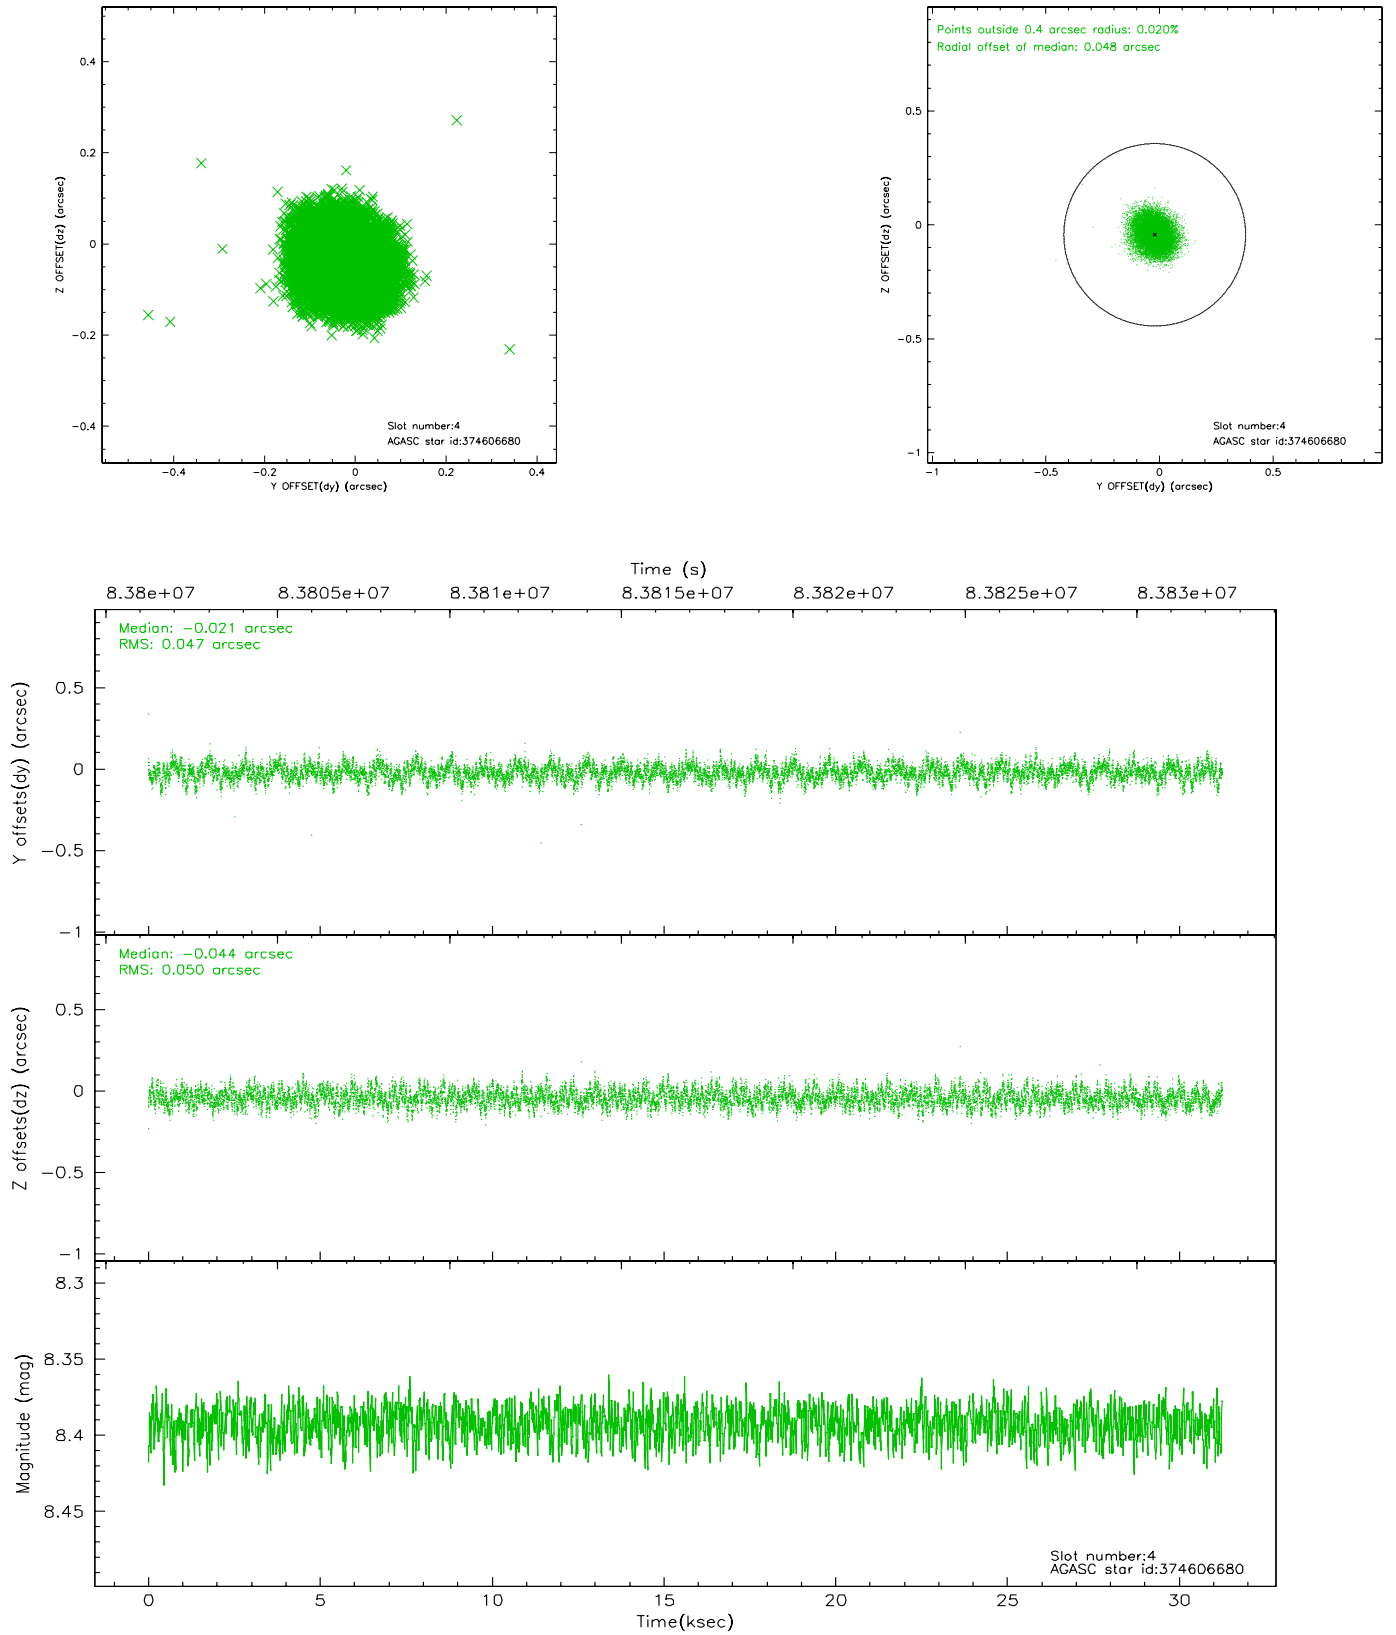 0.4
0.2
0
-0.2
-0.4
Z OFFSET(dz) (arcsec)
Slot number:4
AGASC star id:374606680
-0.4 -0.2 0 0.2 0.4
Y OFFSET(dy) (arcsec)
Points outside 0.4 arcsec radius: 0.020%
Radial offset of median: 0.048 arcsec
0.5
0
-0.5
-1
Z OFFSET(dz) (arcsec)
Slot number:4
AGASC star id:374606680
-1 -0.5 0 0.5
Y OFFSET(dy) (arcsec)
Time (s)
8.38e+07 8.3805e+07 8.381e+07 8.3815e+07 8.382e+07 8.3825e+07 8.383e+07
Median: -0.021 arcsec
RMS: 0.047 arcsec
0.5
0
-0.5
-1
Y offsets(dy) (arcsec)
Median: -0.044 arcsec
RMS: 0.050 arcsec
0.5
0
-0.5
-1
Z offsets(dz) (arcsec)
8.3
8.35
8.4
8.45
Magnitude (mag)
Slot number:4
AGASC star id:374606680
0 5 10 15 20 25 30
Time(ksec)